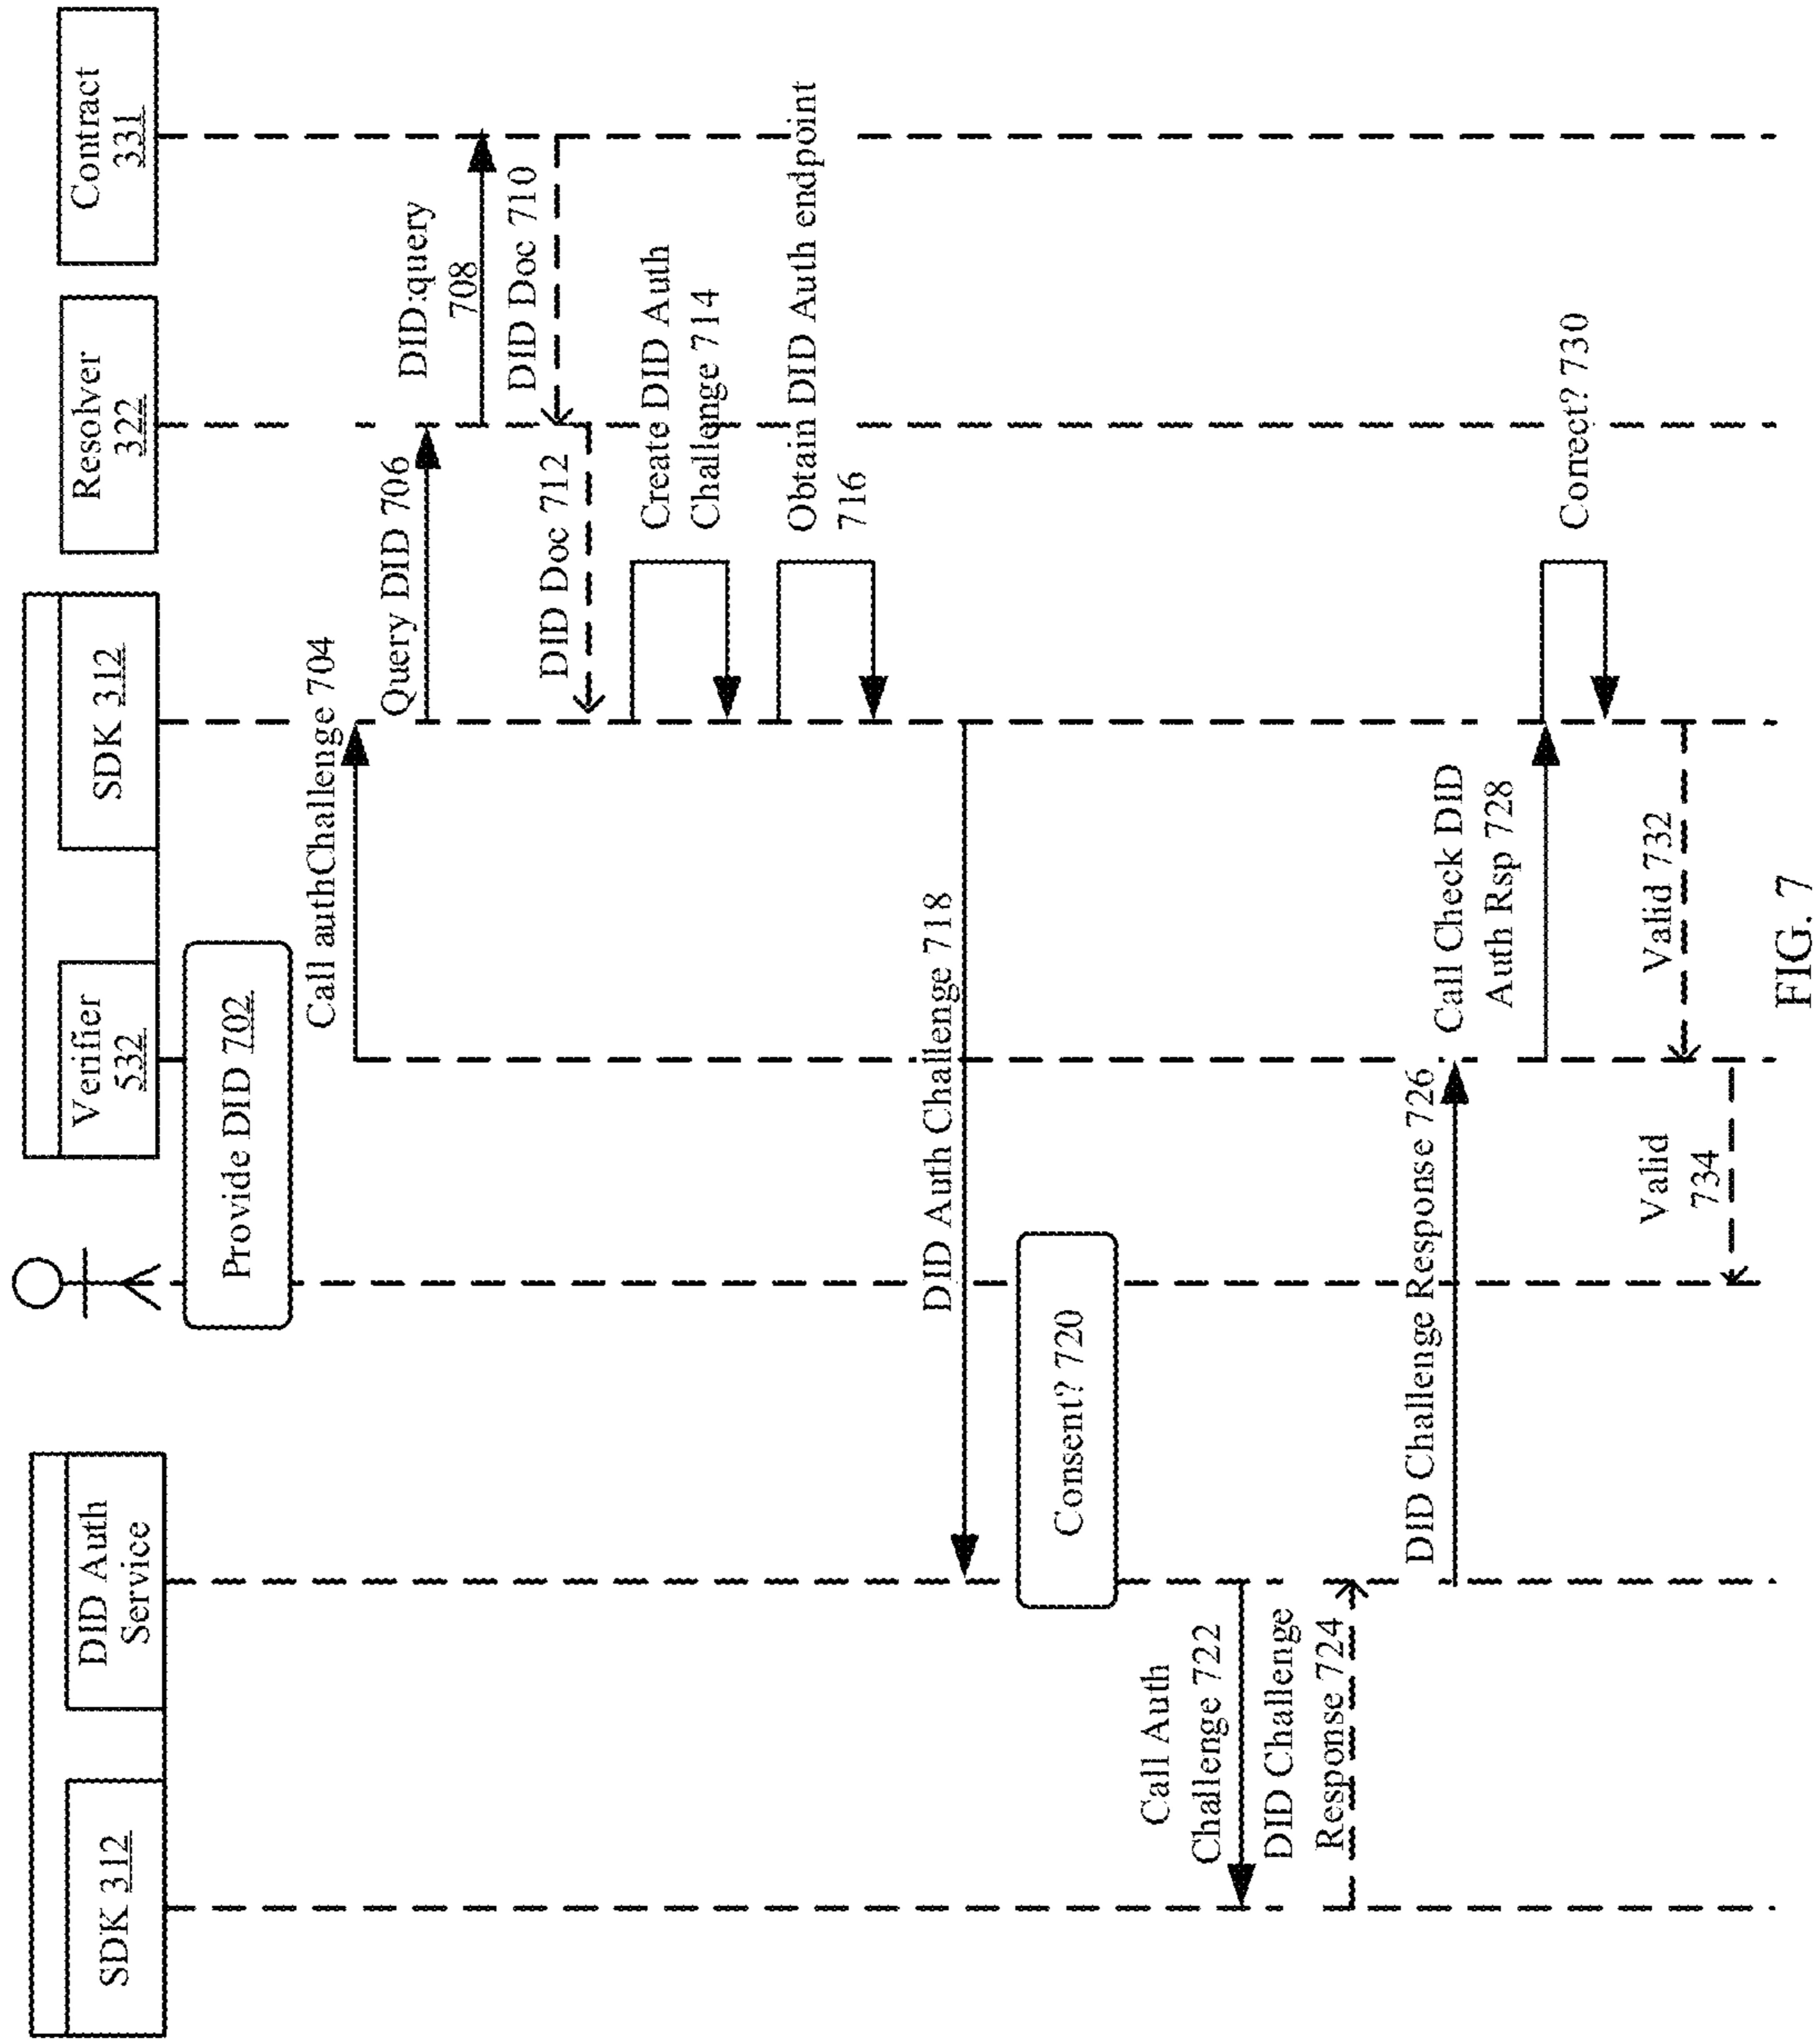 SDK 312
DID Auth
Service
Verifier
532
SDK 312
Resolver
322
Contract
331
Provide DID 702
Call authChallenge 704
Query DID 706
DID:query
708
DID Doc 710
DID Doc 712
Create DID Auth
Challenge 714
Obtain DID Auth endpoint
716
DID Auth Challenge 718
Consent? 720
Call Auth
Challenge 722
DID Challenge
Response 724
DID Challenge Response 726
Call Check DID
Auth Rsp 728
Correct? 730
Valid 732
Valid
734
FIG. 7